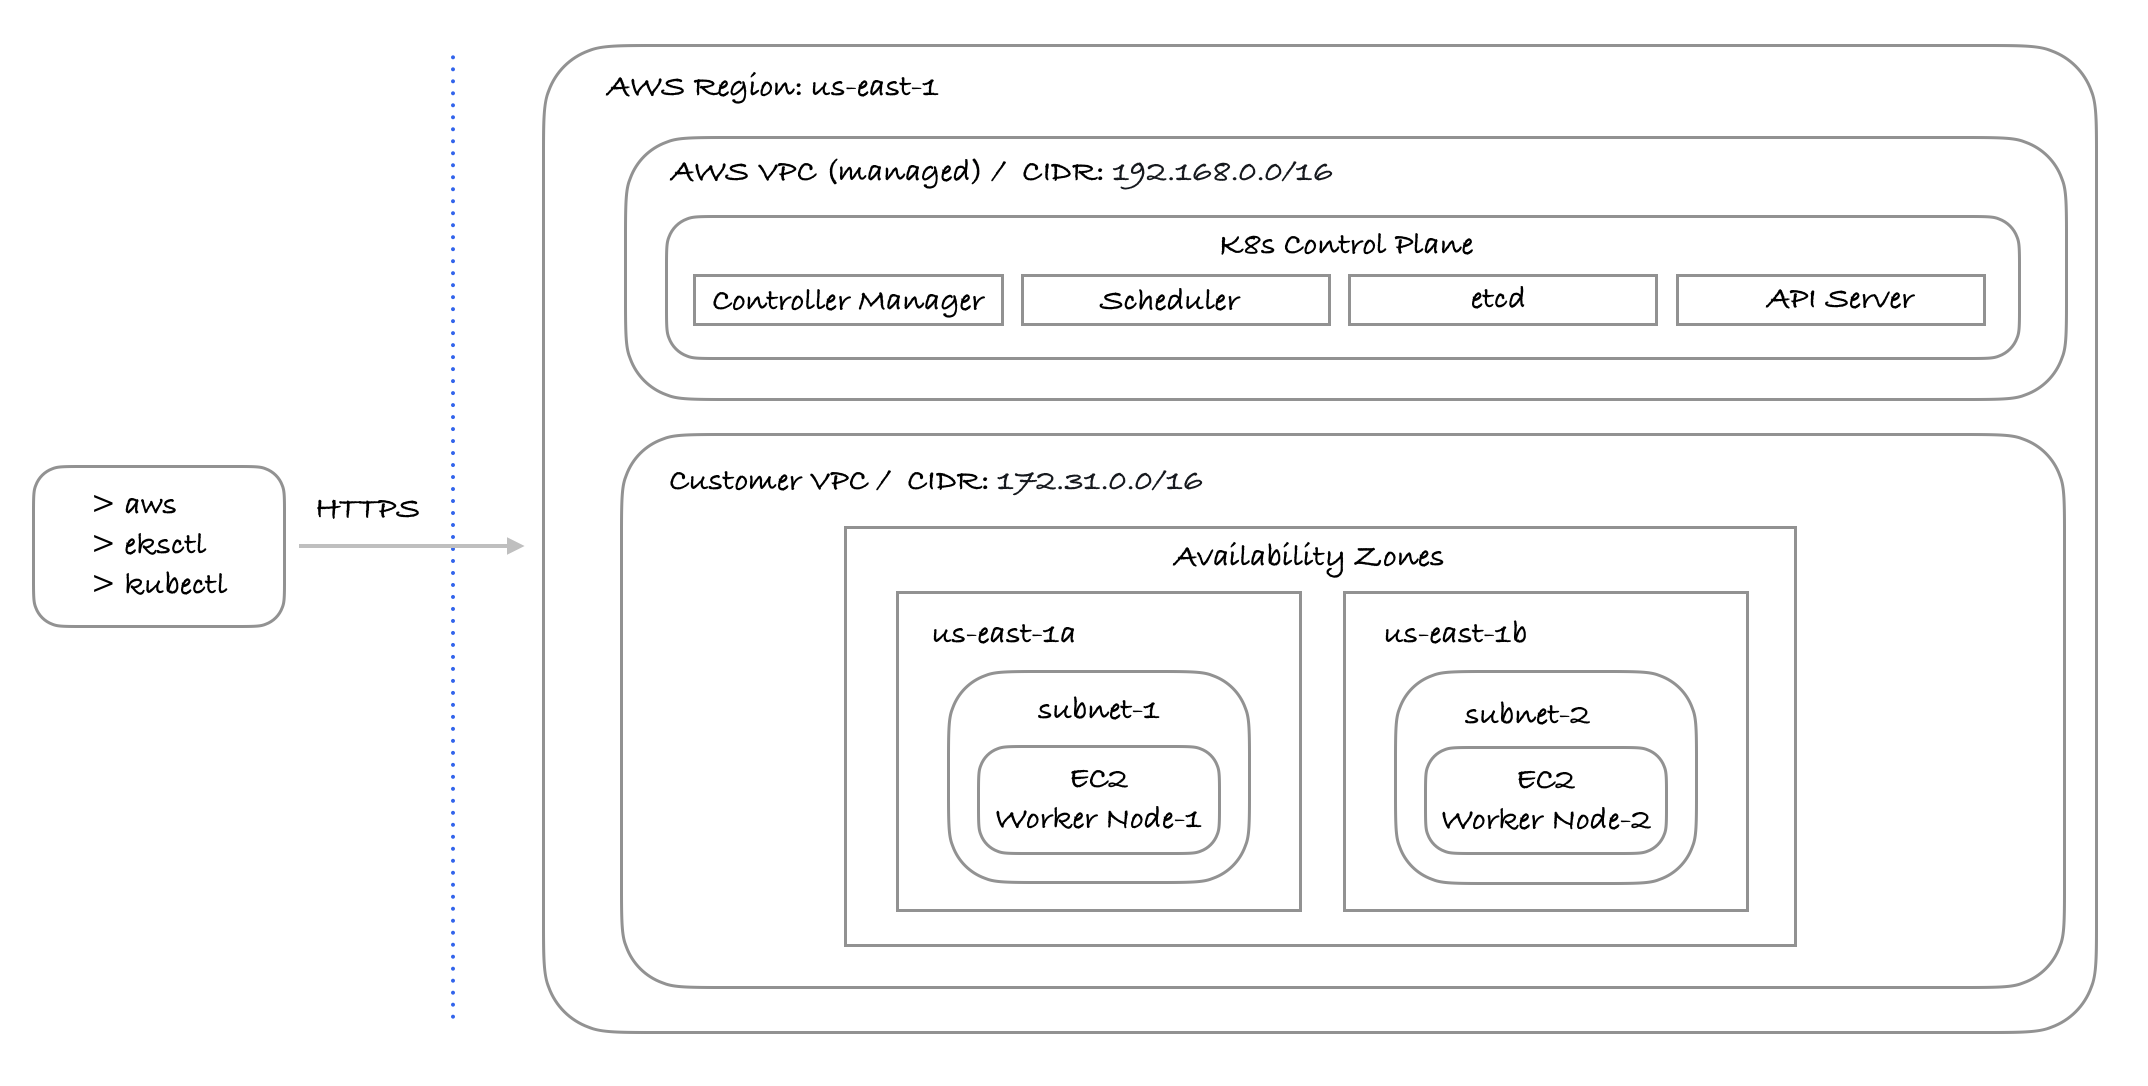 AWS Region: us-east-1
AWS VPC (managed) / CIDR: 192.168.0.0/16
K8s Control Plane
Controller Manager
Scheduler
etcd
API Server
> aws
> eksctl
> kubectl
HTTPS
Customer VPC / CIDR: 172.31.0.0/16
Availability Zones
us-east-1a
subnet-1
EC2
Worker Node-1
us-east-1b
subnet-2
EC2
Worker Node-2